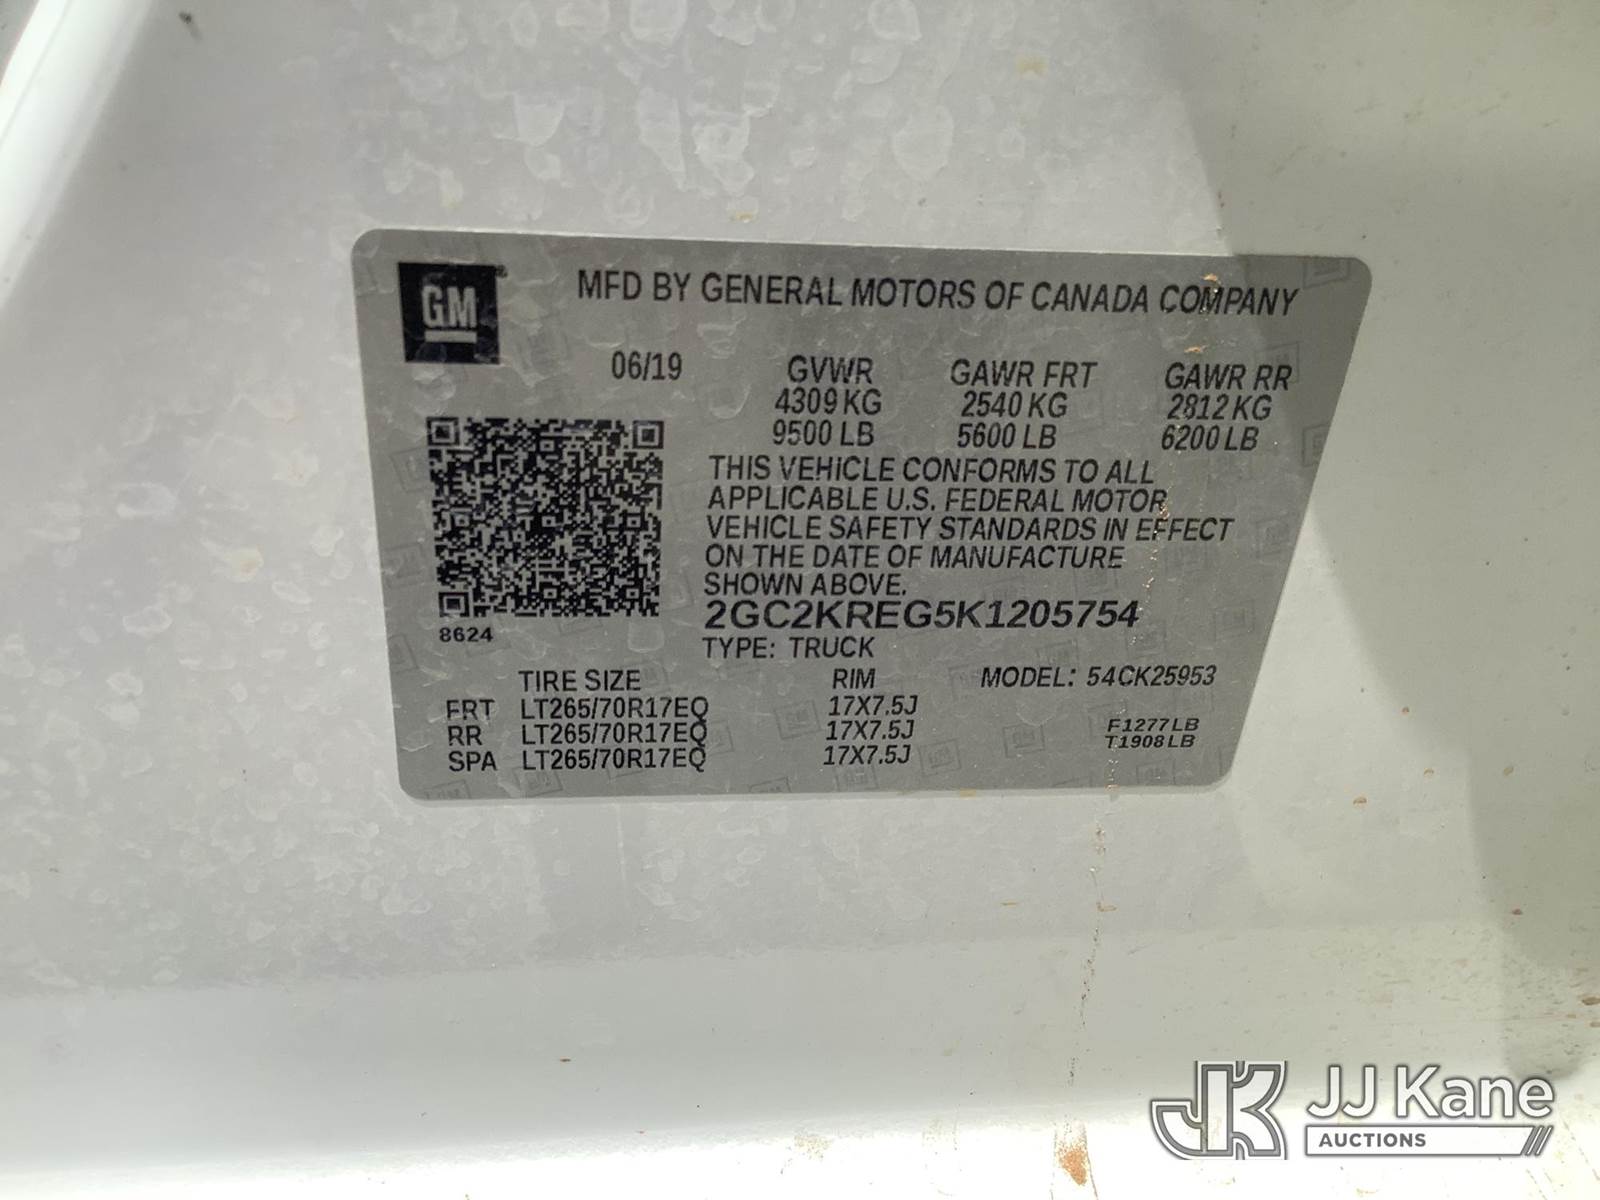 GM
MFD BY GENERAL MOTORS OF CANADA COMPANY
06/19
GVWR GAWR FRT GAWR RR
4309 KG 2540 KG 2812 KG
9500 LB 5600 LB 6200 LB
THIS VEHICLE CONFORMS TO ALL
APPLICABLE U.S. FEDERAL MOTOR
VEHICLE SAFETY STANDARDS IN EFFECT
ON THE DATE OF MANUFACTURE
SHOWN ABOVE.
2GC2KREG5K1205754
8624
TYPE: TRUCK
TIRE SIZE RIM MODEL: 54CK25953
FRT LT265/70R17EQ 17X7.5J
RR LT265/70R17EQ 17X7.5J
SPA LT265/70R17EQ 17X7.5J
F1277LB
T1908LB
JK JJ Kane
AUCTIONS